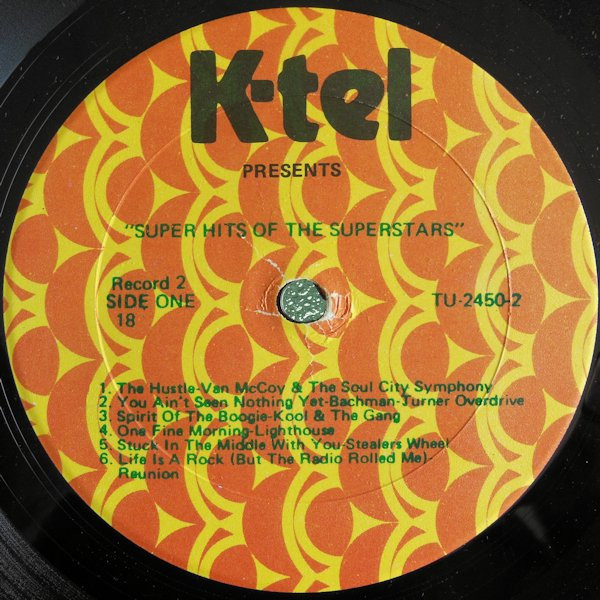 K-tel
PRESENTS
"SUPER HITS OF THE SUPERSTARS"
Record 2
SIDE ONE
18
TU-2450-2
1. The Hustle-Van McCoy & The Soul City Symphony
2. You Ain't Seen Nothing Yet-Bachman-Turner Overdrive
3. Spirit Of The Boogie-Kool & The Gang
4. One Fine Morning-Lighthouse
5. Stuck In The Middle With You-Stealers Wheel
6. Life Is A Rock (But The Radio Rolled Me)-
Reunion